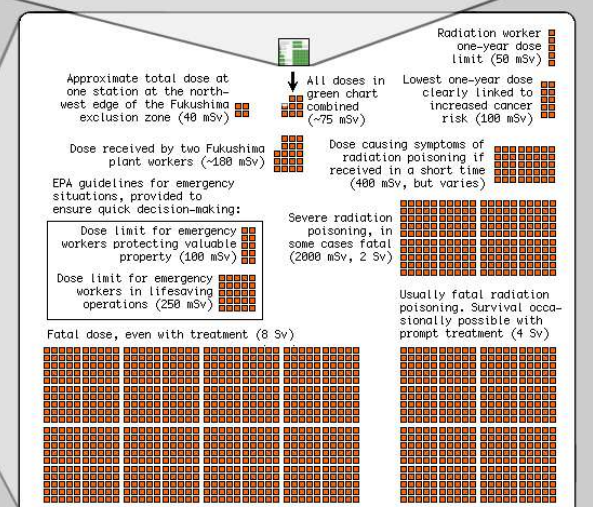 Radiation worker
one-year dose
limit (50 mSv)
Approximate total dose at
one station at the north-
west edge of the Fukushima
exclusion zone (40 mSv)
All doses in
green chart
combined
(~75 mSv)
Lowest one-year dose
clearly linked to
increased cancer
risk (100 mSv)
Dose received by two Fukushima
plant workers (~180 mSv)
Dose causing symptoms of
radiation poisoning if
received in a short time
(400 mSv, but varies)
EPA guidelines for emergency
situations, provided to
ensure quick decision-making:
Dose limit for emergency
workers protecting valuable
property (100 mSv)
Dose limit for emergency
workers in lifesaving
operations (250 mSv)
Severe radiation
poisoning, in
some cases fatal
(2000 mSv, 2 Sv)
Usually fatal radiation
poisoning. Survival occa-
sionally possible with
prompt treatment (4 Sv)
Fatal dose, even with treatment (8 Sv)